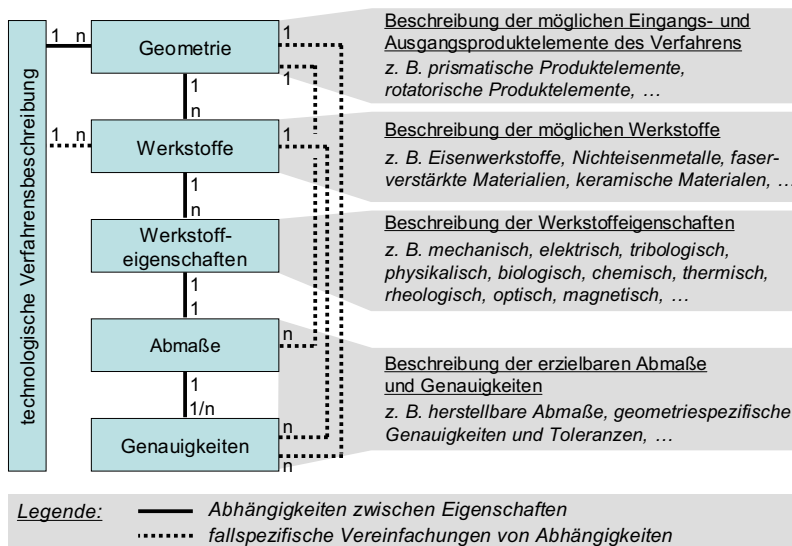 technologische Verfahrensbeschreibung
1 n
Geometrie
1
1
1
n
1 n
Werkstoffe
1
1
n
Werkstoff-
eigenschaften
1
1
Abmaße
n
1
1/n
Genauigkeiten
n
n
Beschreibung der möglichen Eingangs- und
Ausgangsproduktelemente des Verfahrens
z. B. prismatische Produktelemente,
rotatorische Produktelemente, …
Beschreibung der möglichen Werkstoffe
z. B. Eisenwerkstoffe, Nichteisenmetalle, faser-
verstärkte Materialien, keramische Materialen, …
Beschreibung der Werkstoffeigenschaften
z. B. mechanisch, elektrisch, tribologisch,
physikalisch, biologisch, chemisch, thermisch,
rheologisch, optisch, magnetisch, …
Beschreibung der erzielbaren Abmaße
und Genauigkeiten
z. B. herstellbare Abmaße, geometriespezifische
Genauigkeiten und Toleranzen, …
Legende:
Abhängigkeiten zwischen Eigenschaften
fallspezifische Vereinfachungen von Abhängigkeiten